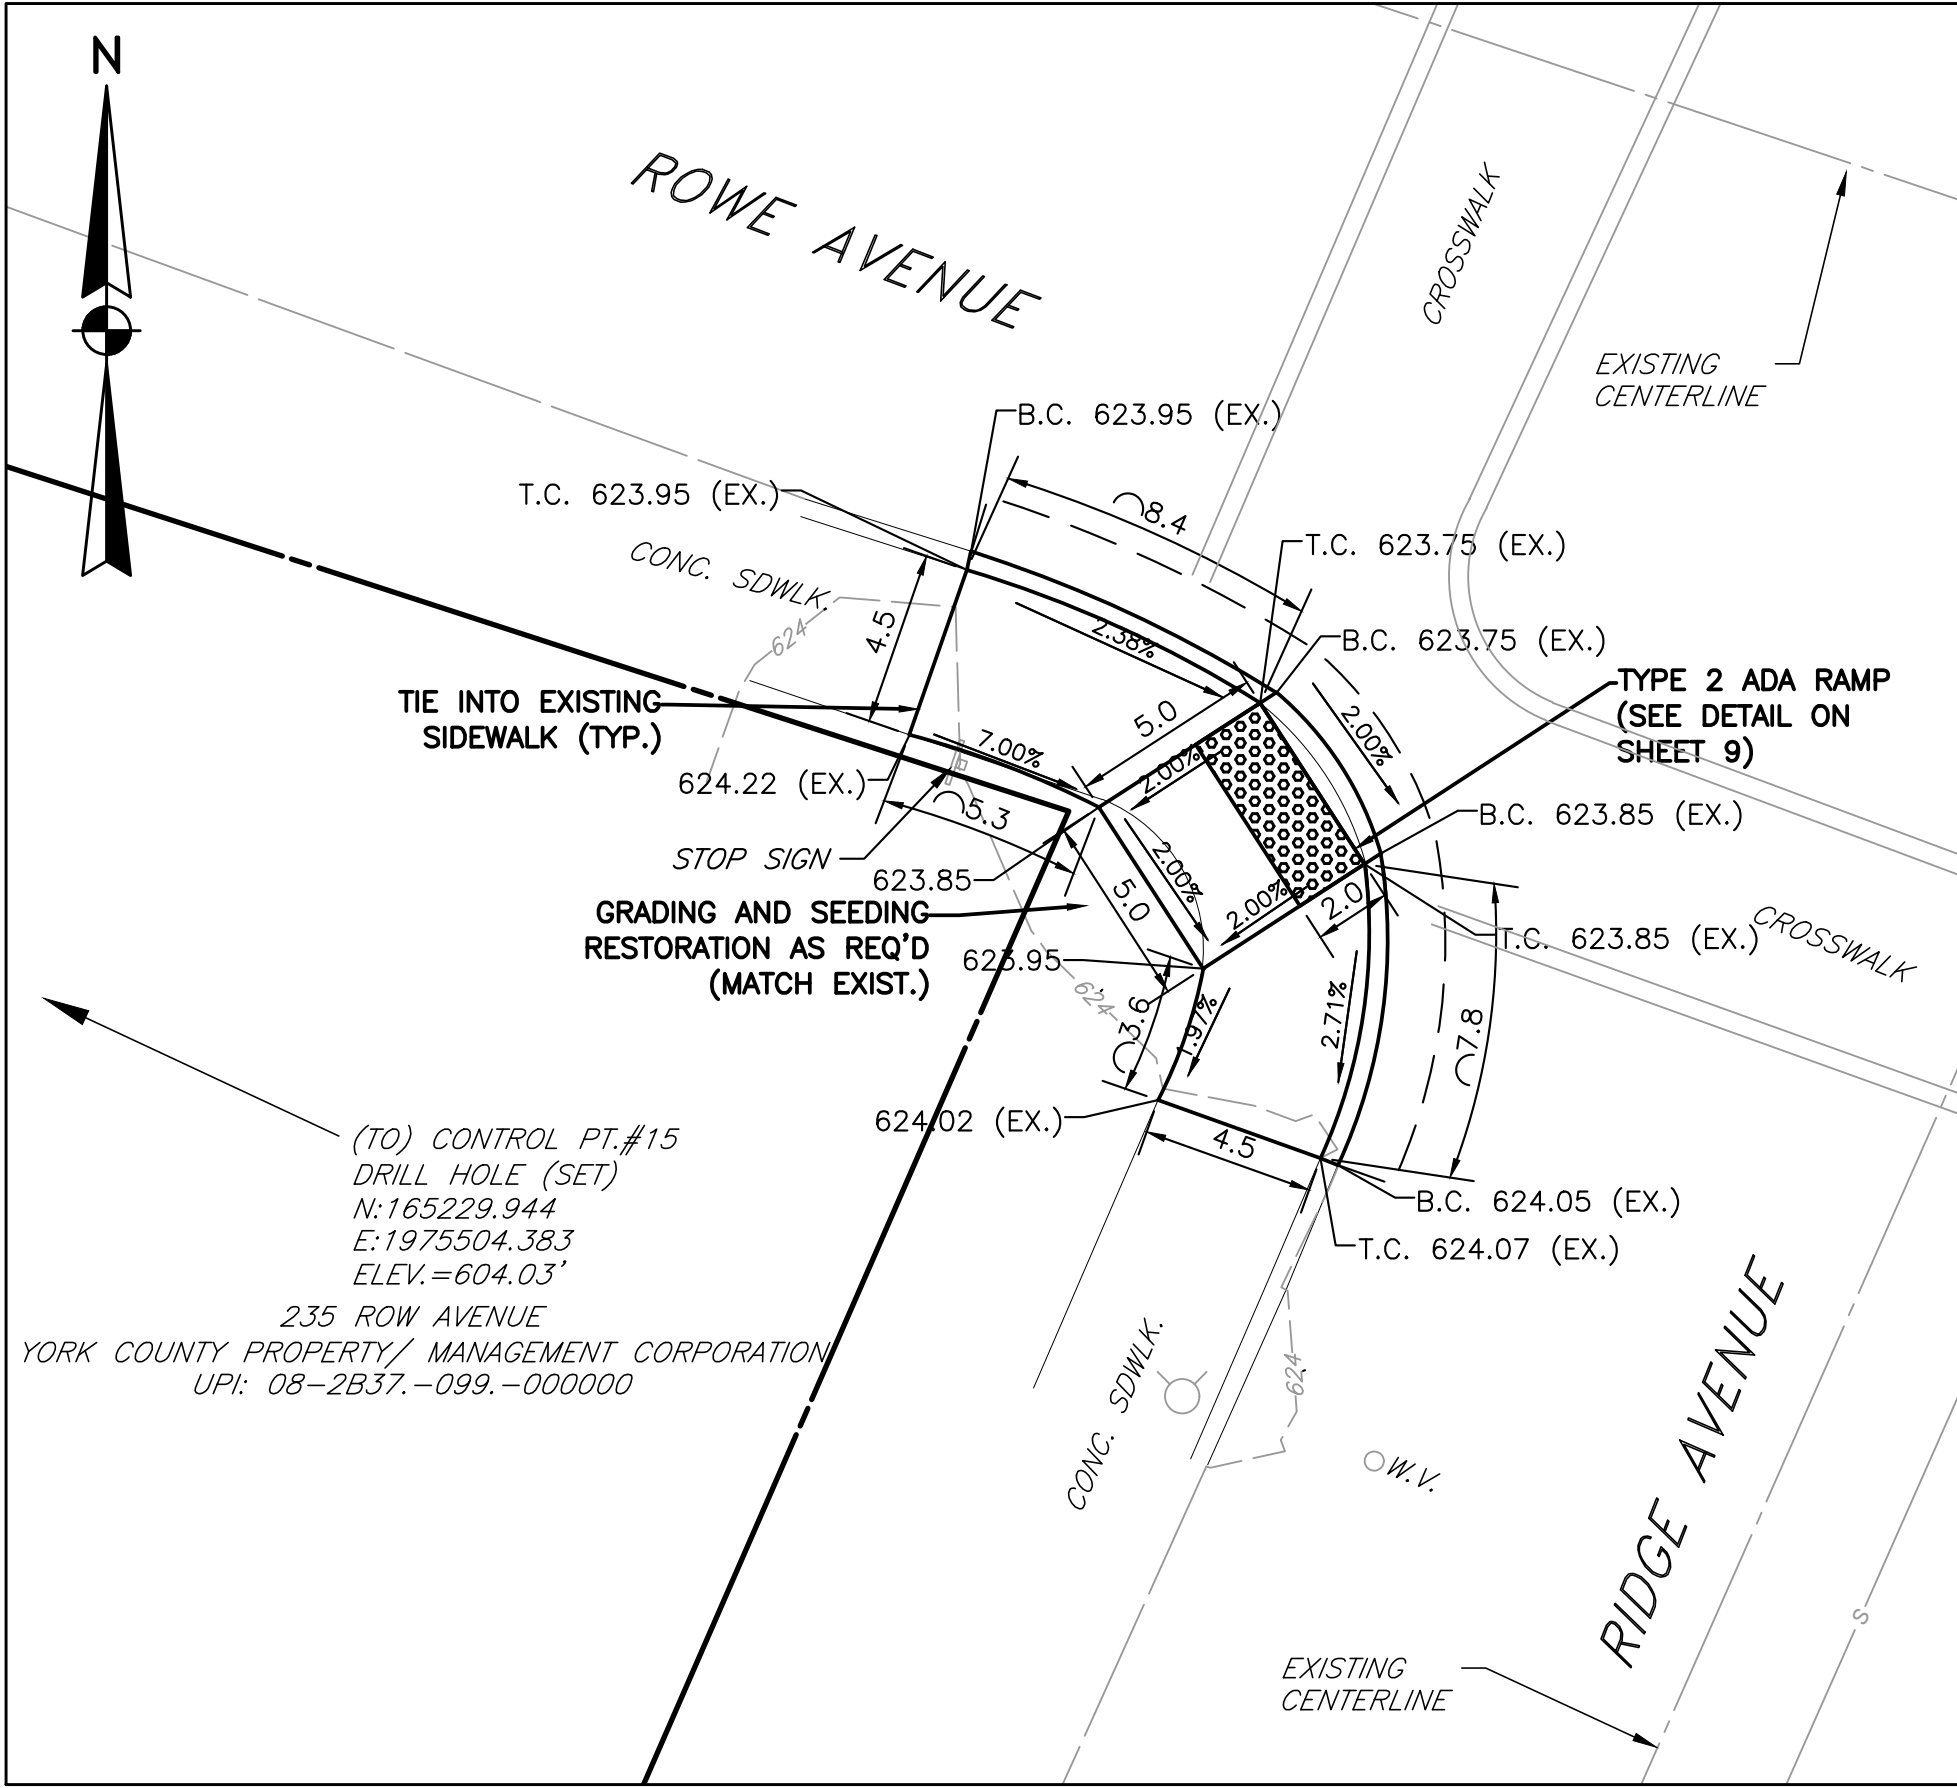 N
ROWE AVENUE
CROSSWALK
EXISTING
CENTERLINE
B.C. 623.95 (EX.)
T.C. 623.95 (EX.)
8.4
CONC. SDWLK.
624
4.5
2.38%
T.C. 623.75 (EX.)
B.C. 623.75 (EX.)
TYPE 2 ADA RAMP
(SEE DETAIL ON
SHEET 9)
TIE INTO EXISTING
SIDEWALK (TYP.)
5.0
2.00%
7.00%
2.00%
624.22 (EX.)
5.3
B.C. 623.85 (EX.)
STOP SIGN
623.85
2.00%
5.0
2.00%
2.0
GRADING AND SEEDING
RESTORATION AS REQ'D
(MATCH EXIST.)
T.C. 623.85 (EX.)
CROSSWALK
623.95
624
3.6
1.97%
2.71%
7.8
624.02 (EX.)
4.5
(TO) CONTROL PT.#15
DRILL HOLE (SET)
N:165229.944
E:1975504.383
ELEV.=604.03'
B.C. 624.05 (EX.)
T.C. 624.07 (EX.)
235 ROW AVENUE
YORK COUNTY PROPERTY/ MANAGEMENT CORPORATION
UPI: 08-2B37.-099.-000000
CONC. SDWLK.
624
W.V.
RIDGE AVENUE
S
EXISTING
CENTERLINE